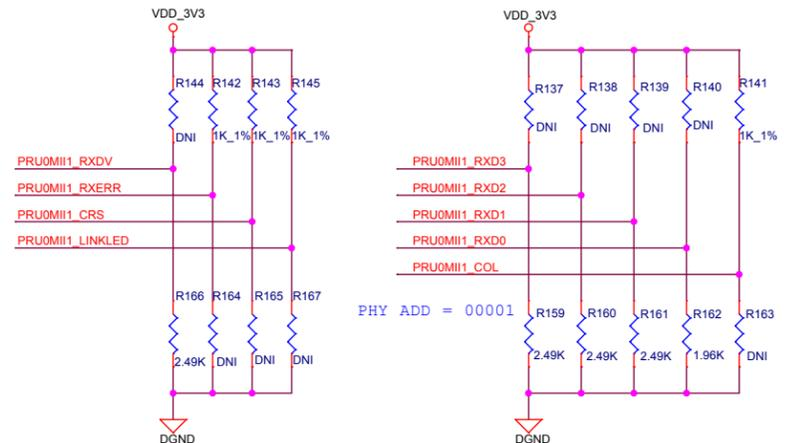 VDD_3V3
R144 R142 R143 R145
DNI 1K_1% 1K_1% 1K_1%
PRU0MII1_RXDV
PRU0MII1_RXERR
PRU0MII1_CRS
PRU0MII1_LINKLED
R166 R164 R165 R167
2.49K DNI DNI DNI
DGND
VDD_3V3
R137 R138 R139 R140 R141
DNI DNI DNI DNI 1K_1%
PRU0MII1_RXD3
PRU0MII1_RXD2
PRU0MII1_RXD1
PRU0MII1_RXD0
PRU0MII1_COL
PHY ADD = 00001
R159 R160 R161 R162 R163
2.49K 2.49K 2.49K 1.96K DNI
DGND